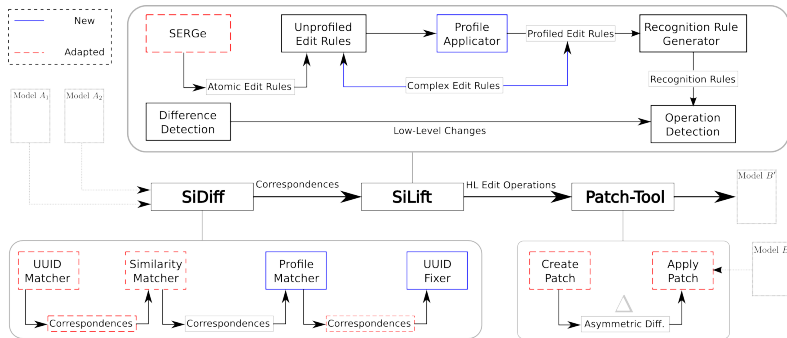 New
Adapted
Model A1
Model A2
SERGe
Unprofiled
Edit Rules
Profile
Applicator
Profiled Edit Rules
Recognition Rule
Generator
Atomic Edit Rules
Complex Edit Rules
Recognition Rules
Difference
Detection
Low-Level Changes
Operation
Detection
SiDiff
Correspondences
SiLift
HL Edit Operations
Patch-Tool
Model B'
UUID
Matcher
Similarity
Matcher
Profile
Matcher
UUID
Fixer
Correspondences
Correspondences
Correspondences
Create
Patch
Apply
Patch
Δ
Asymmetric Diff.
Model B